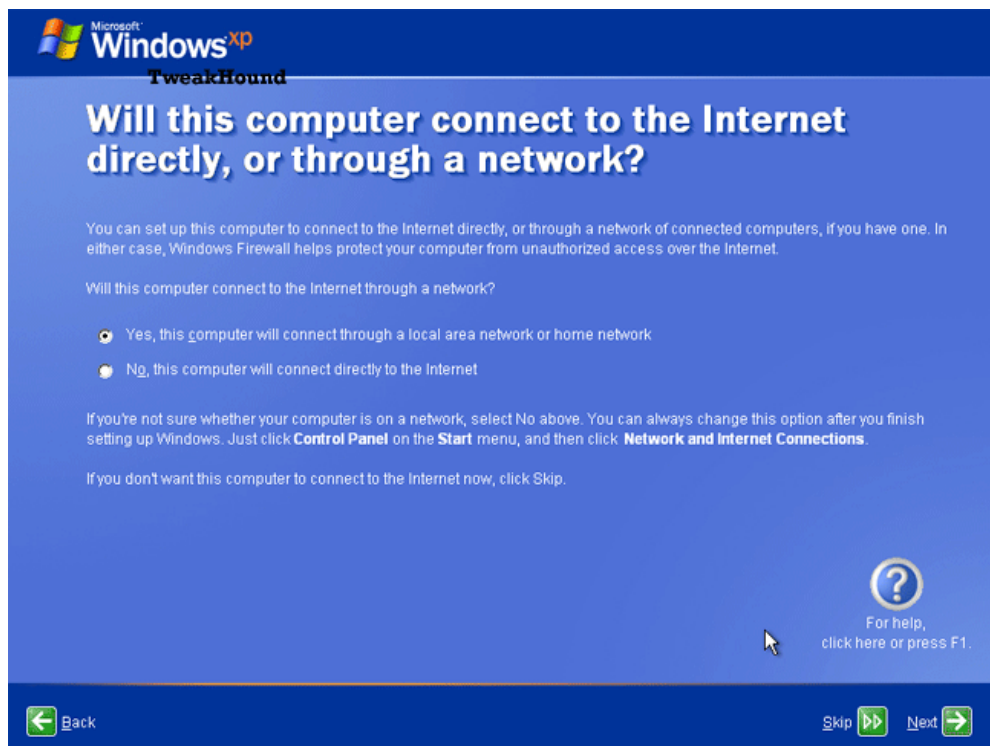 Microsoft
Windows xp
TweakHound
Will this computer connect to the Internet
directly, or through a network?
You can set up this computer to connect to the Internet directly, or through a network of connected computers, if you have one. In
either case, Windows Firewall helps protect your computer from unauthorized access over the Internet.
Will this computer connect to the Internet through a network?
Yes, this computer will connect through a local area network or home network
No, this computer will connect directly to the Internet
If you're not sure whether your computer is on a network, select No above. You can always change this option after you finish
setting up Windows. Just click Control Panel on the Start menu, and then click Network and Internet Connections.
If you don't want this computer to connect to the Internet now, click Skip.
For help,
click here or press F1.
Back
Skip
Next